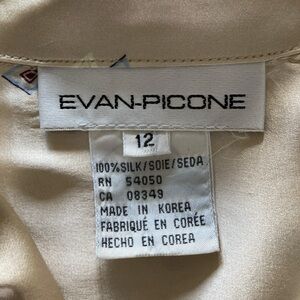 EVAN-PICONE
12
100%SILK/SOIE/SEDA
RN 54050
CA 08349
MADE IN KOREA
FABRIQUÉ EN CORÉE
HECHO EN COREA